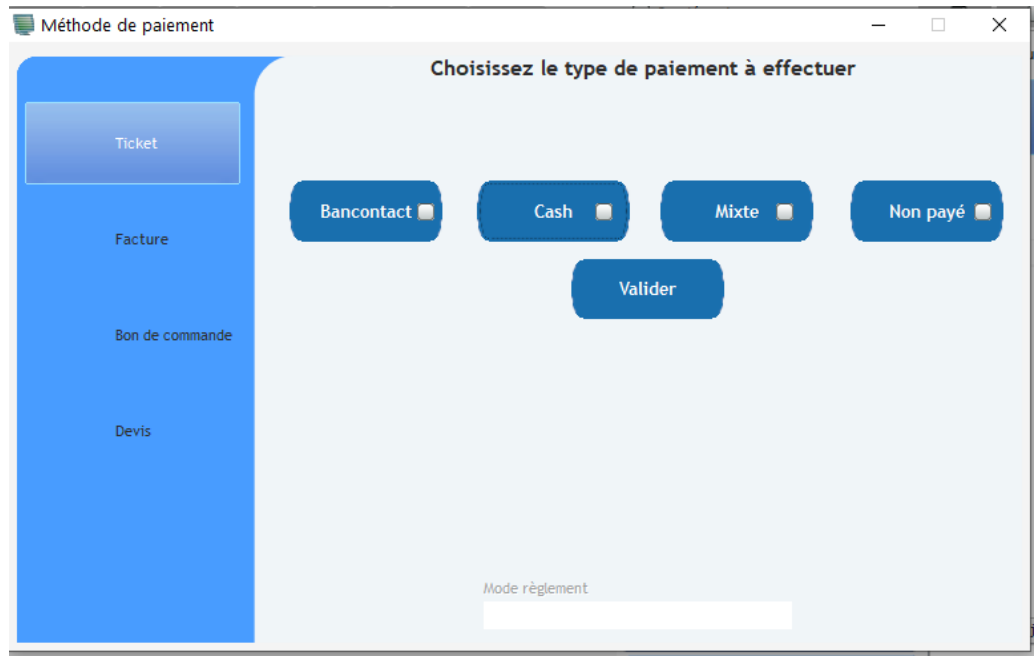 Méthode de paiement
Choisissez le type de paiement à effectuer
Ticket
Facture
Bon de commande
Devis
Bancontact
Cash
Mixte
Non payé
Valider
Mode règlement